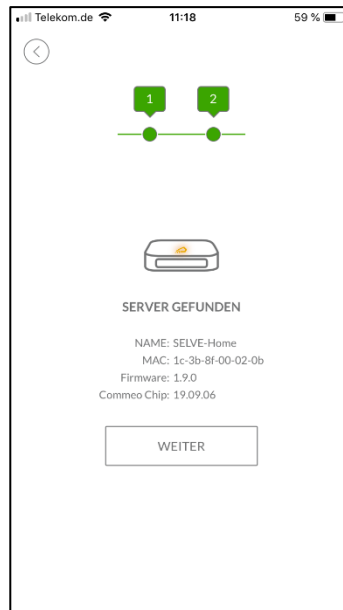 Telekom.de 11:18 59 %
1 2
SERVER GEFUNDEN
NAME: SELVE-Home
MAC: 1c-3b-8f-00-02-0b
Firmware: 1.9.0
Commeo Chip: 19.09.06
WEITER